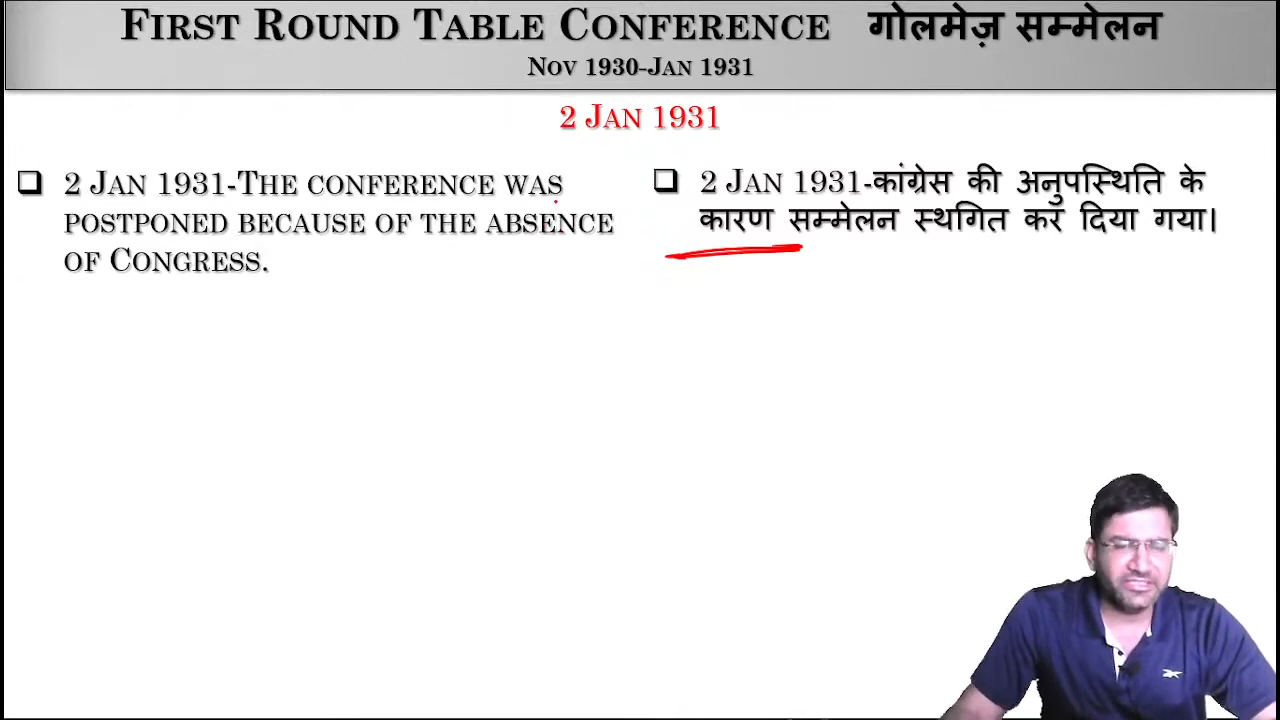 FIRST ROUND TABLE CONFERENCE गोलमेज़ सम्मेलन
NOV 1930-JAN 1931
2 JAN 1931
❑ 2 JAN 1931-THE CONFERENCE WAS
POSTPONED BECAUSE OF THE ABSENCE
OF CONGRESS.
❑ 2 JAN 1931-कांग्रेस की अनुपस्थिति के
कारण सम्मेलन स्थगित कर दिया गया।